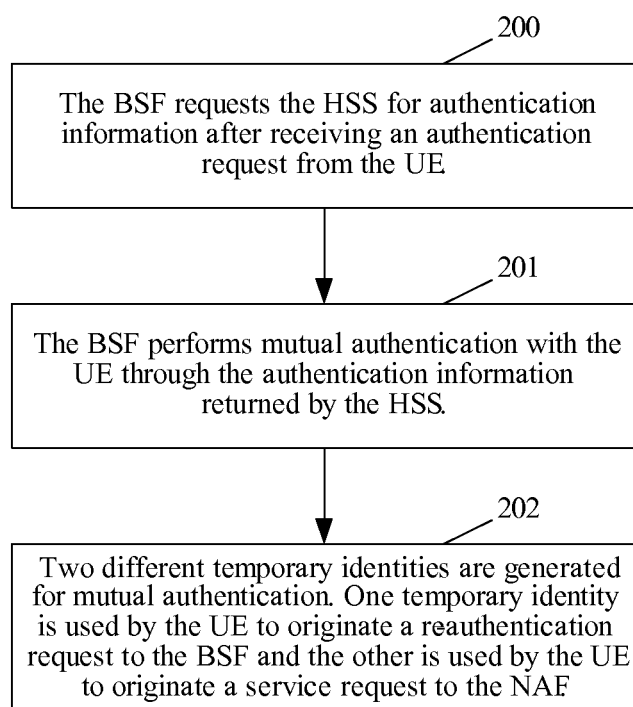 200
The BSF requests the HSS for authentication
information after receiving an authentication
request from the UE.
201
The BSF performs mutual authentication with the
UE through the authentication information
returned by the HSS.
202
Two different temporary identities are generated
for mutual authentication. One temporary identity
is used by the UE to originate a reauthentication
request to the BSF and the other is used by the UE
to originate a service request to the NAF.